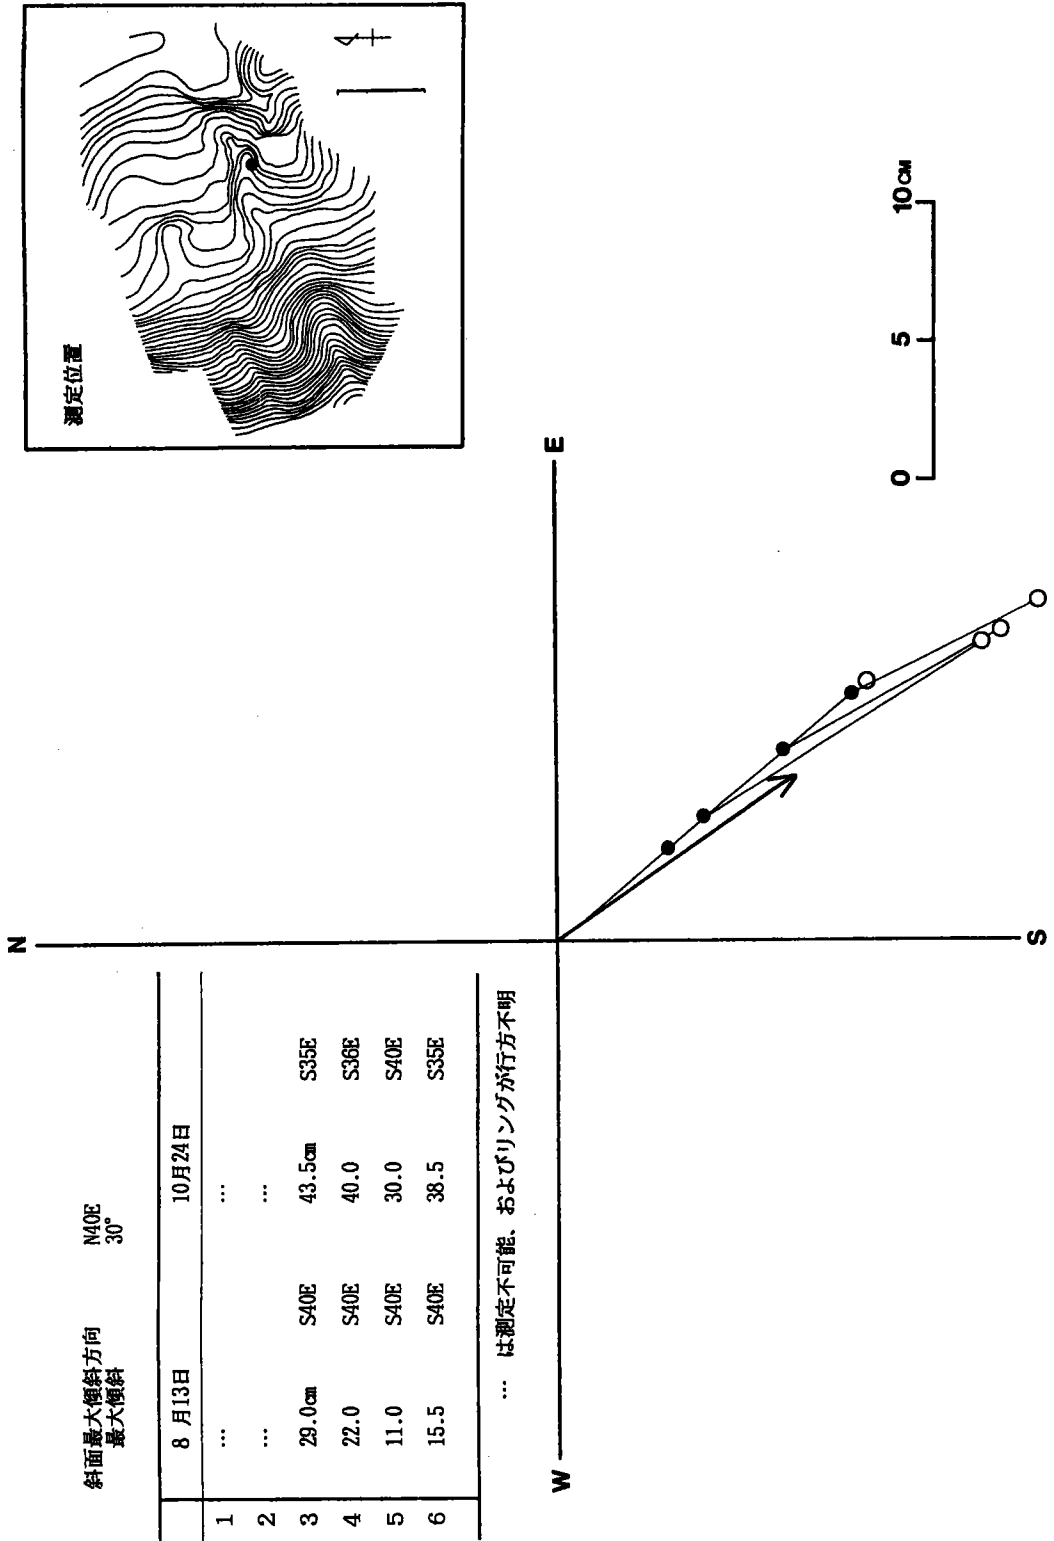 斜面最大傾斜方向 N40E
最大傾斜 30°
8月13日 10月24日
1 … …
2 … …
3 29.0cm S40E 43.5cm S35E
4 22.0 S40E 40.0 S36E
5 11.0 S40E 30.0 S40E
6 15.5 S40E 38.5 S35E
… は測定不可能、およびリングが行方不明
測定位置
N
W
E
S
0 5 10CM